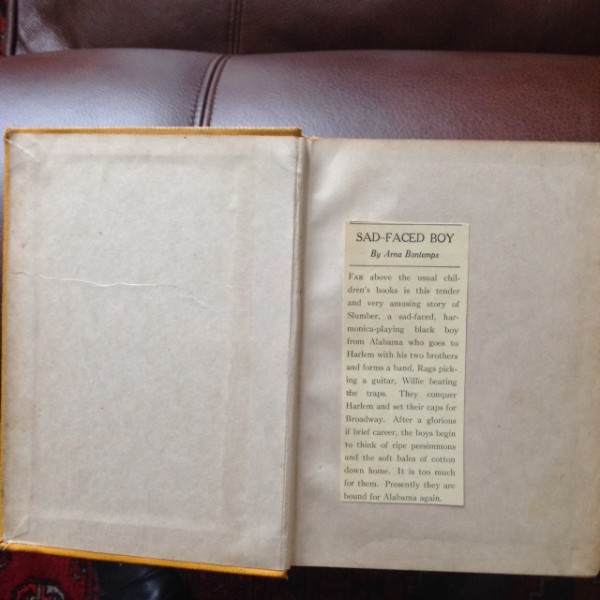 SAD-FACED BOY
By Arna Bontemps
FAR above the usual chil-
dren's books is this tender
and very amusing story of
Slumber, a sad-faced, har-
monica-playing black boy
from Alabama who goes to
Harlem with his two brothers
and forms a band, Rags pick-
ing a guitar, Willie beating
the traps. They conquer
Harlem and set their caps for
Broadway. After a glorious
if brief career, the boys begin
to think of ripe persimmons
and the soft bales of cotton
down home. It is too much
for them. Presently they are
bound for Alabama again.